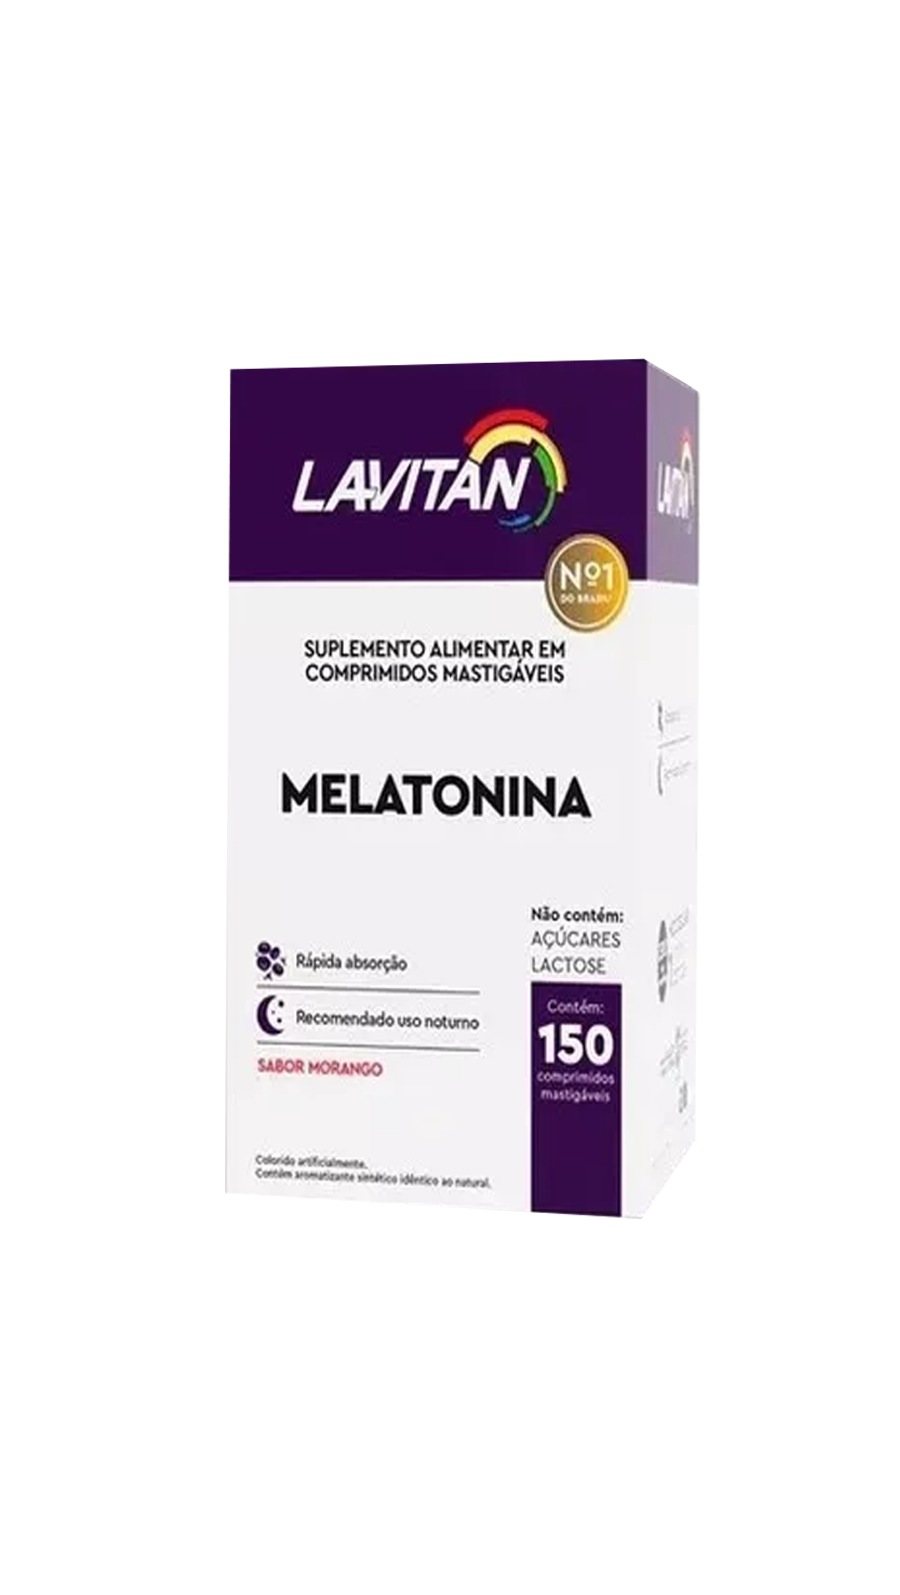 LAVITAN
Nº1
DO BRASIL
SUPLEMENTO ALIMENTAR EM
COMPRIMIDOS MASTIGÁVEIS
MELATONINA
Não contém:
AÇÚCARES
LACTOSE
Rápida absorção
Recomendado uso noturno
SABOR MORANGO
Contém:
150
comprimidos
mastigáveis
Colorido artificialmente.
Contém aromatizante sintético idêntico ao natural.
LAVITAN